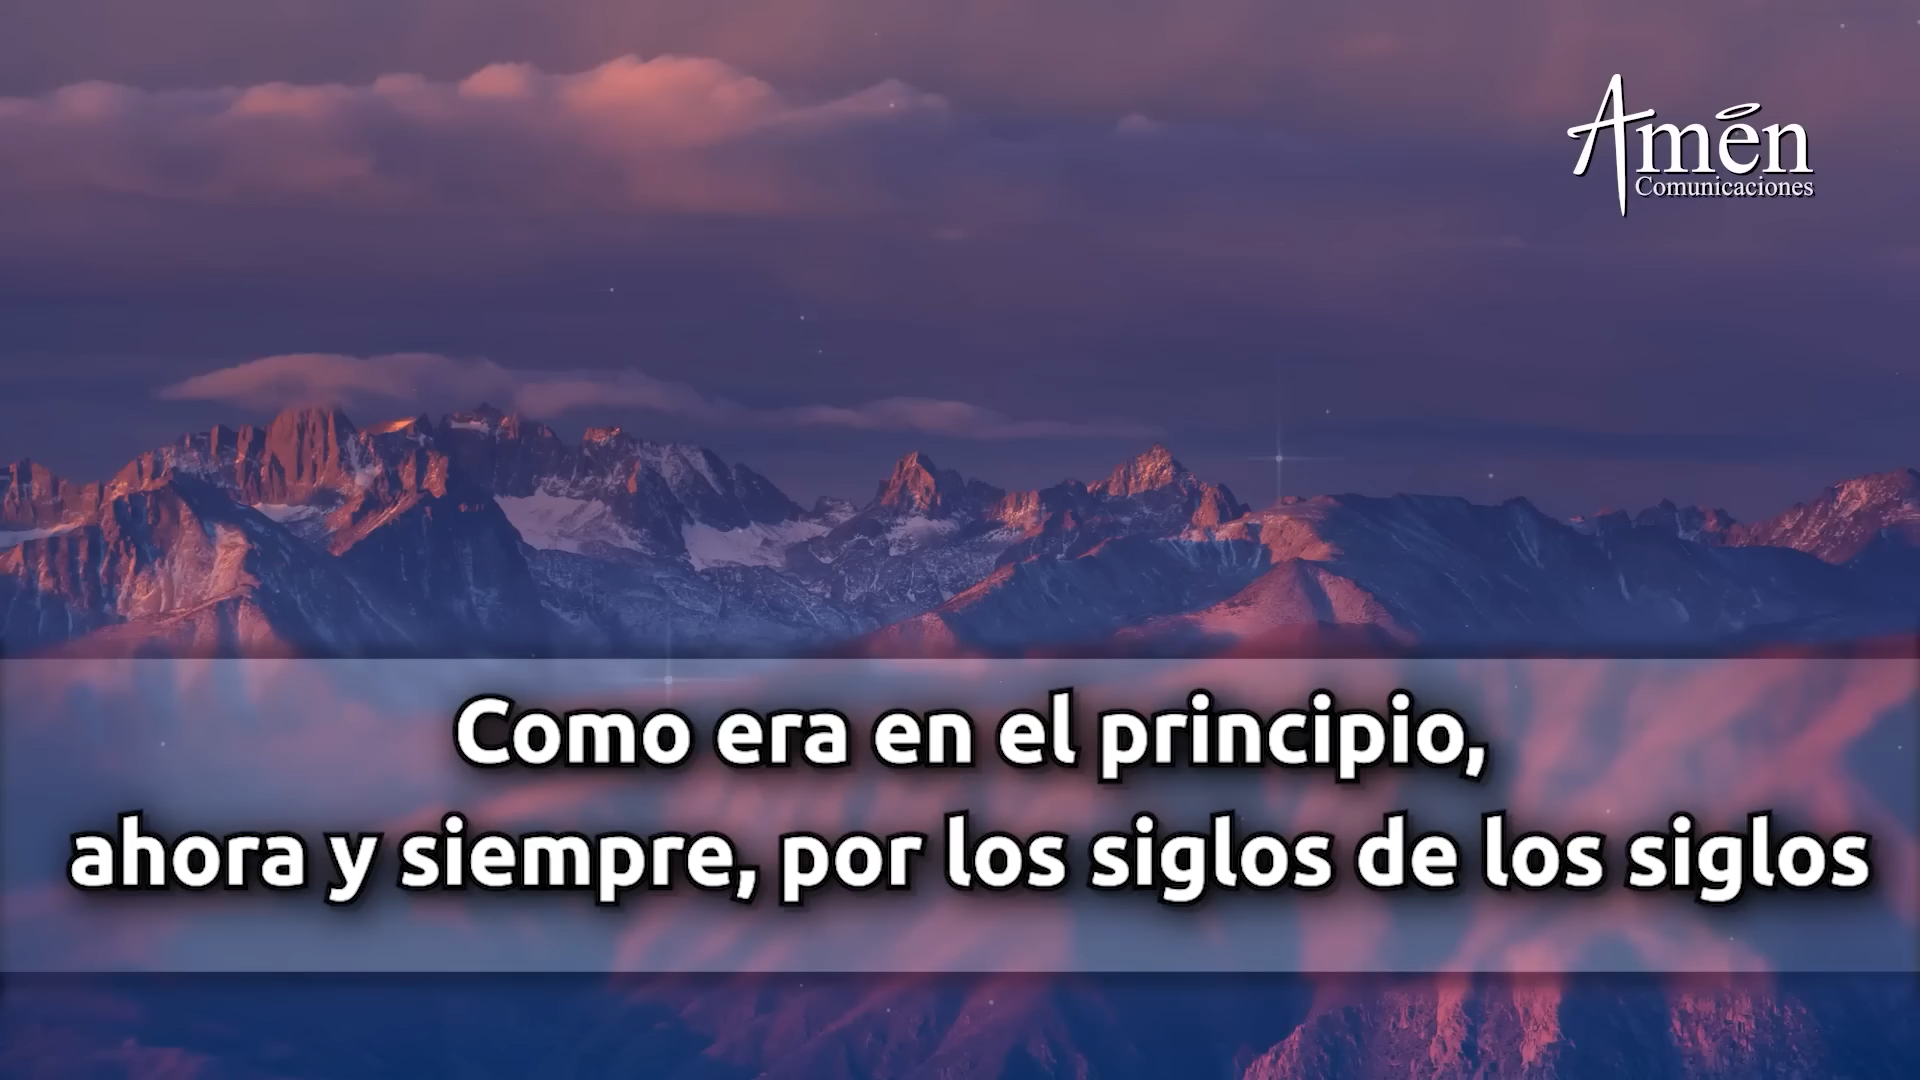 Amén
Comunicaciones
Como era en el principio,
ahora y siempre, por los siglos de los siglos